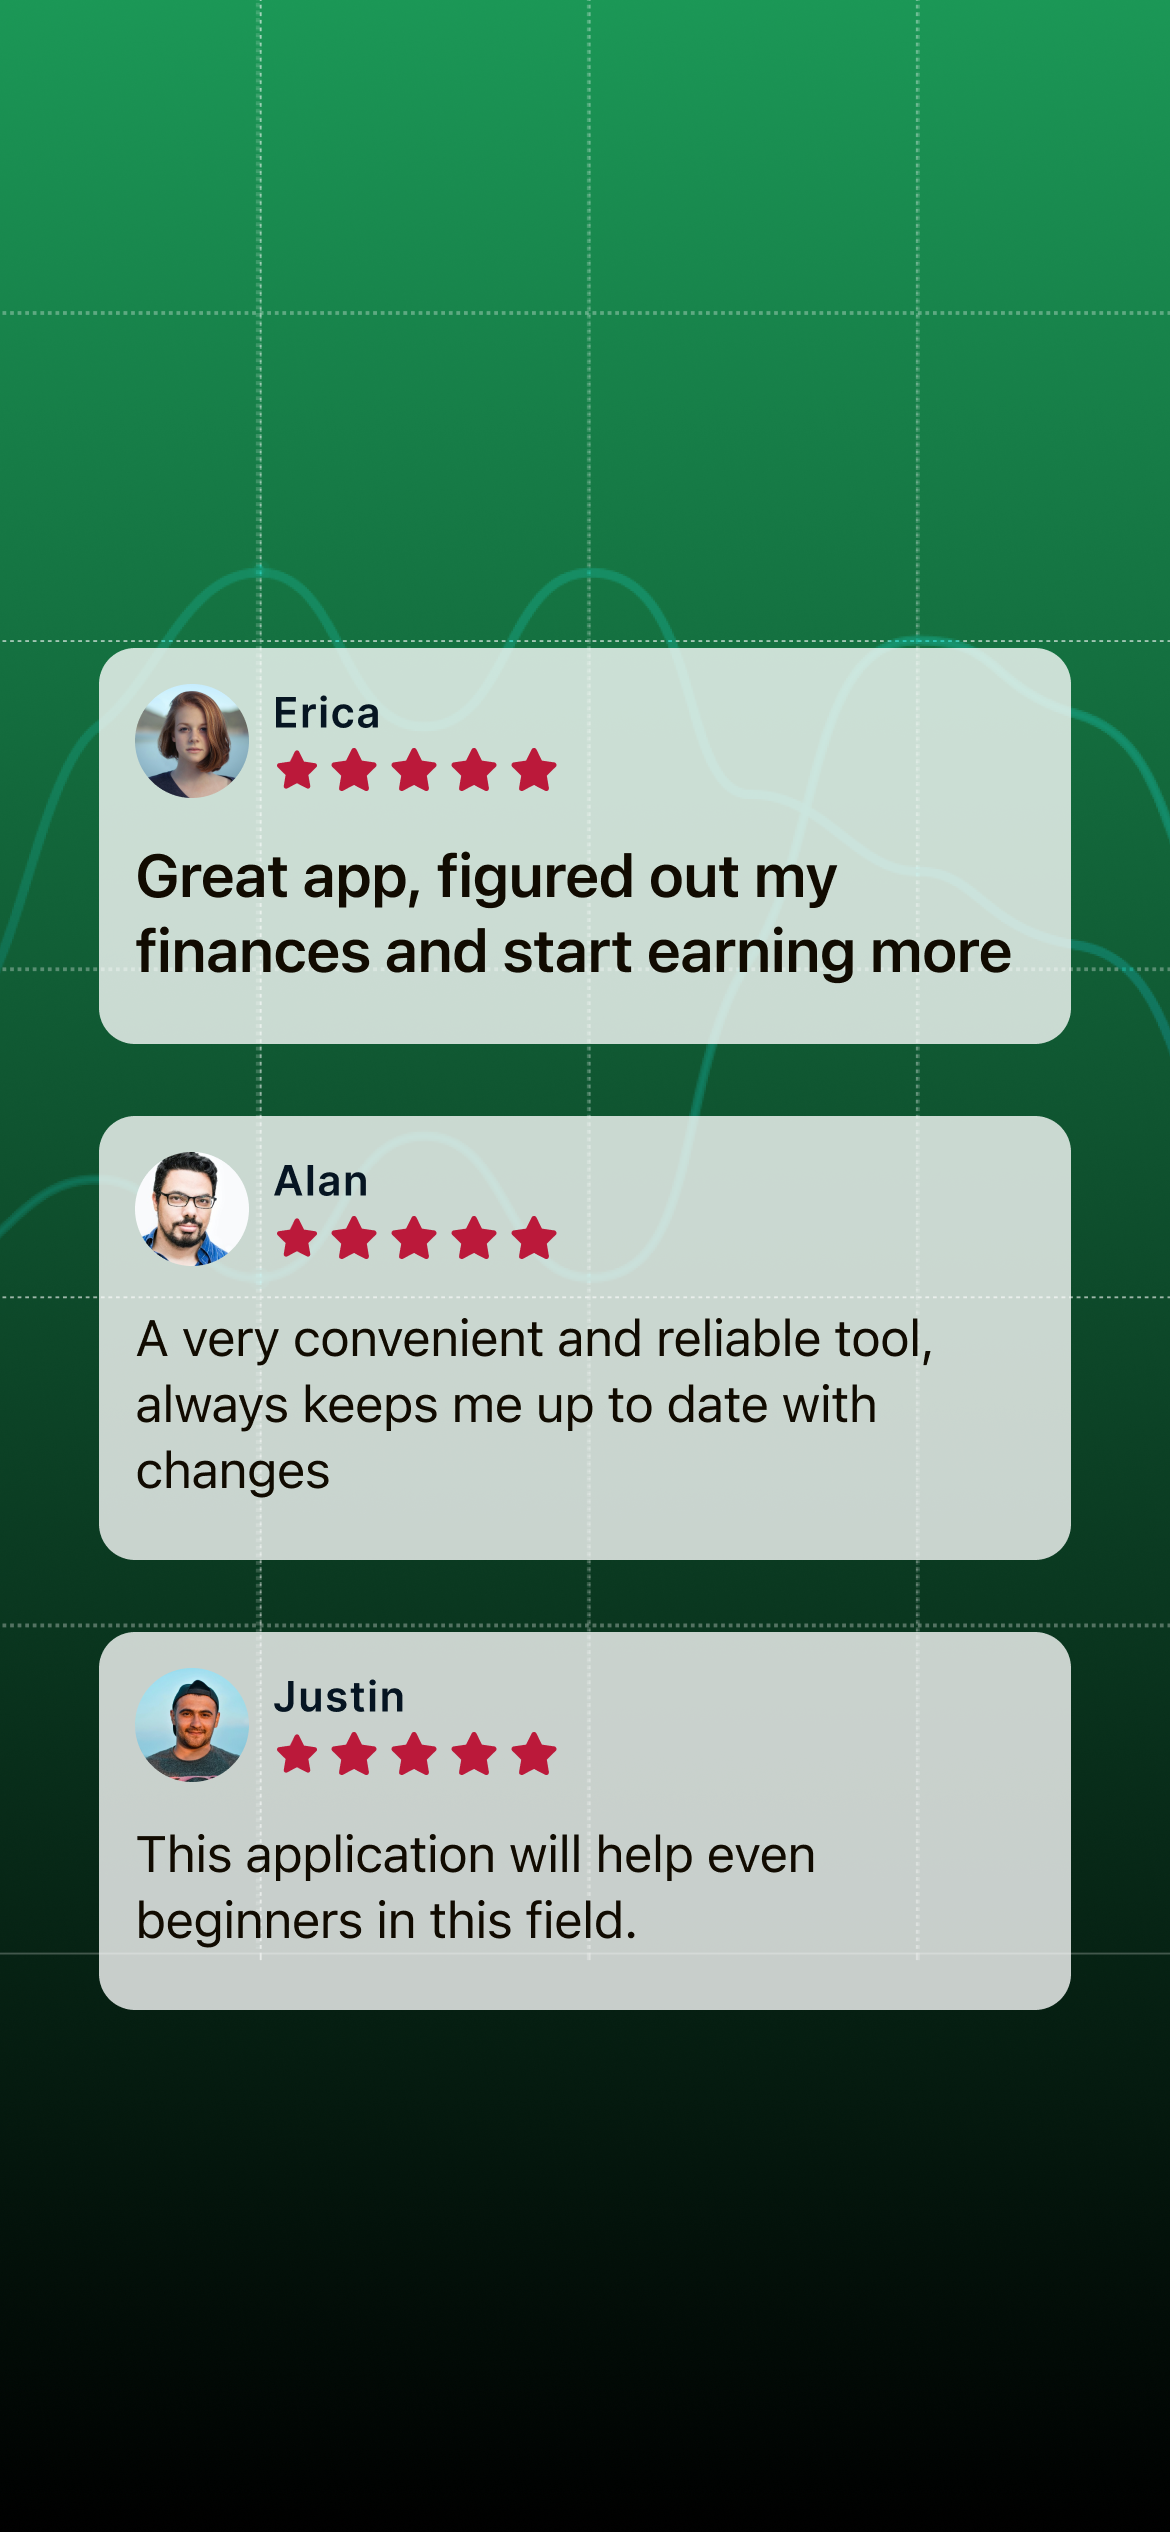 Erica
Great app, figured out my
finances and start earning more
Alan
A very convenient and reliable tool,
always keeps me up to date with
changes
Justin
This application will help even
beginners in this field.